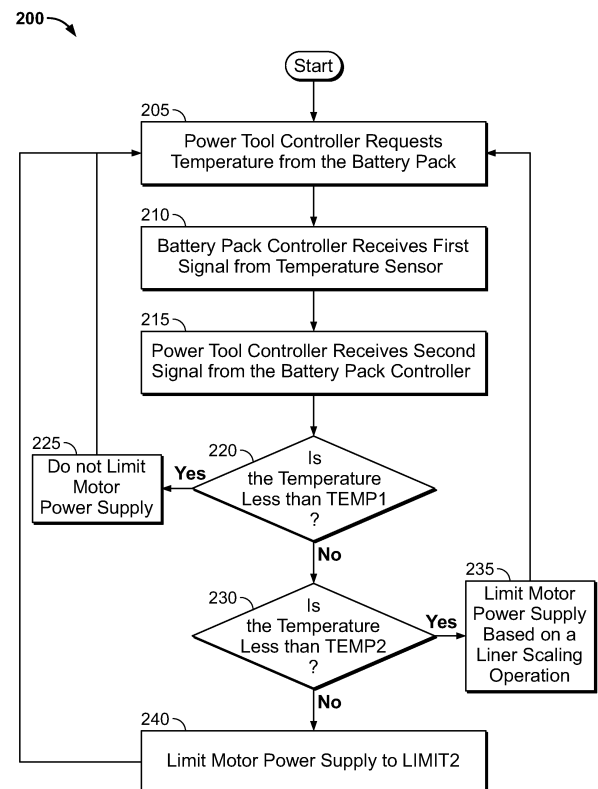 200
Start
205
Power Tool Controller Requests
Temperature from the Battery Pack
210
Battery Pack Controller Receives First
Signal from Temperature Sensor
215
Power Tool Controller Receives Second
Signal from the Battery Pack Controller
220
Is
the Temperature
Less than TEMP1
?
Yes
225
Do not Limit
Motor
Power Supply
No
230
Is
the Temperature
Less than TEMP2
?
Yes
235
Limit Motor
Power Supply
Based on a
Liner Scaling
Operation
No
240
Limit Motor Power Supply to LIMIT2